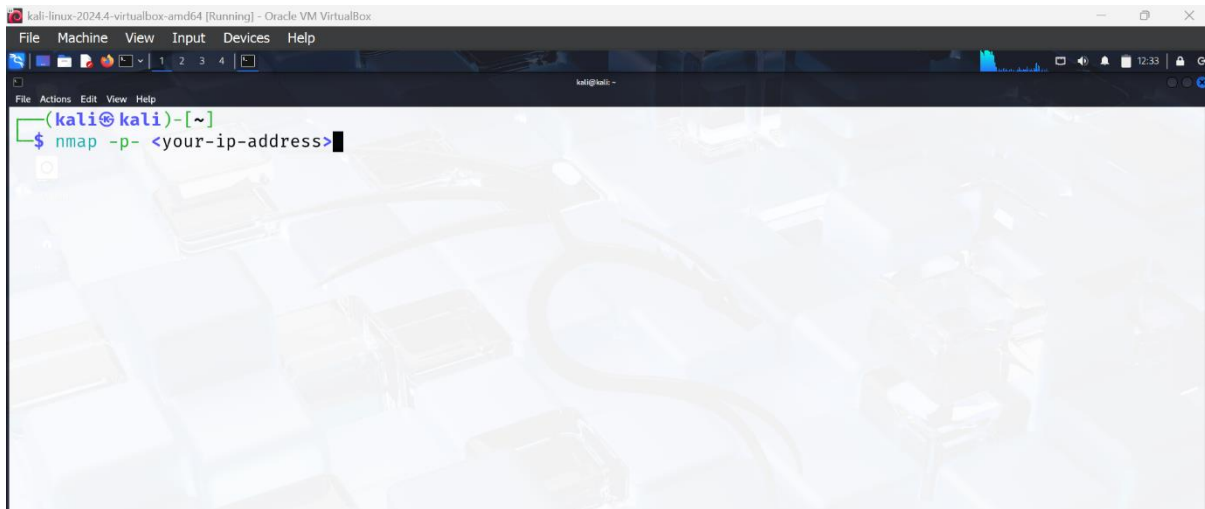 kali-linux-2024.4-virtualbox-amd64 [Running] - Oracle VM VirtualBox
File Machine View Input Devices Help
1 2 3 4
12:33
kali@kali: ~
File Actions Edit View Help
(kali㉿kali)-[~]
$ nmap -p- <your-ip-address>